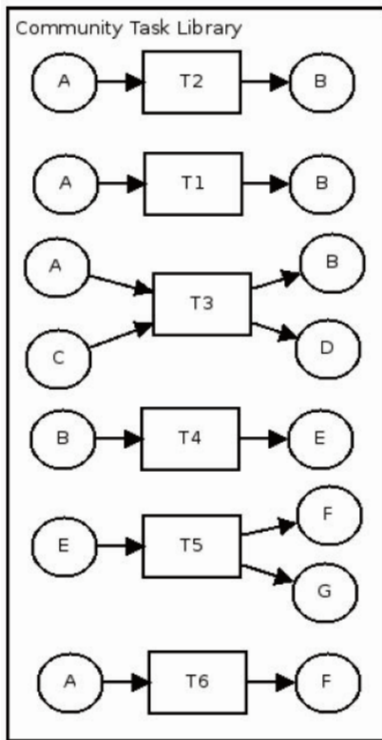 Community Task Library
A T2 B
A T1 B
A B
T3
C D
B T4 E
F
E T5
G
A T6 F